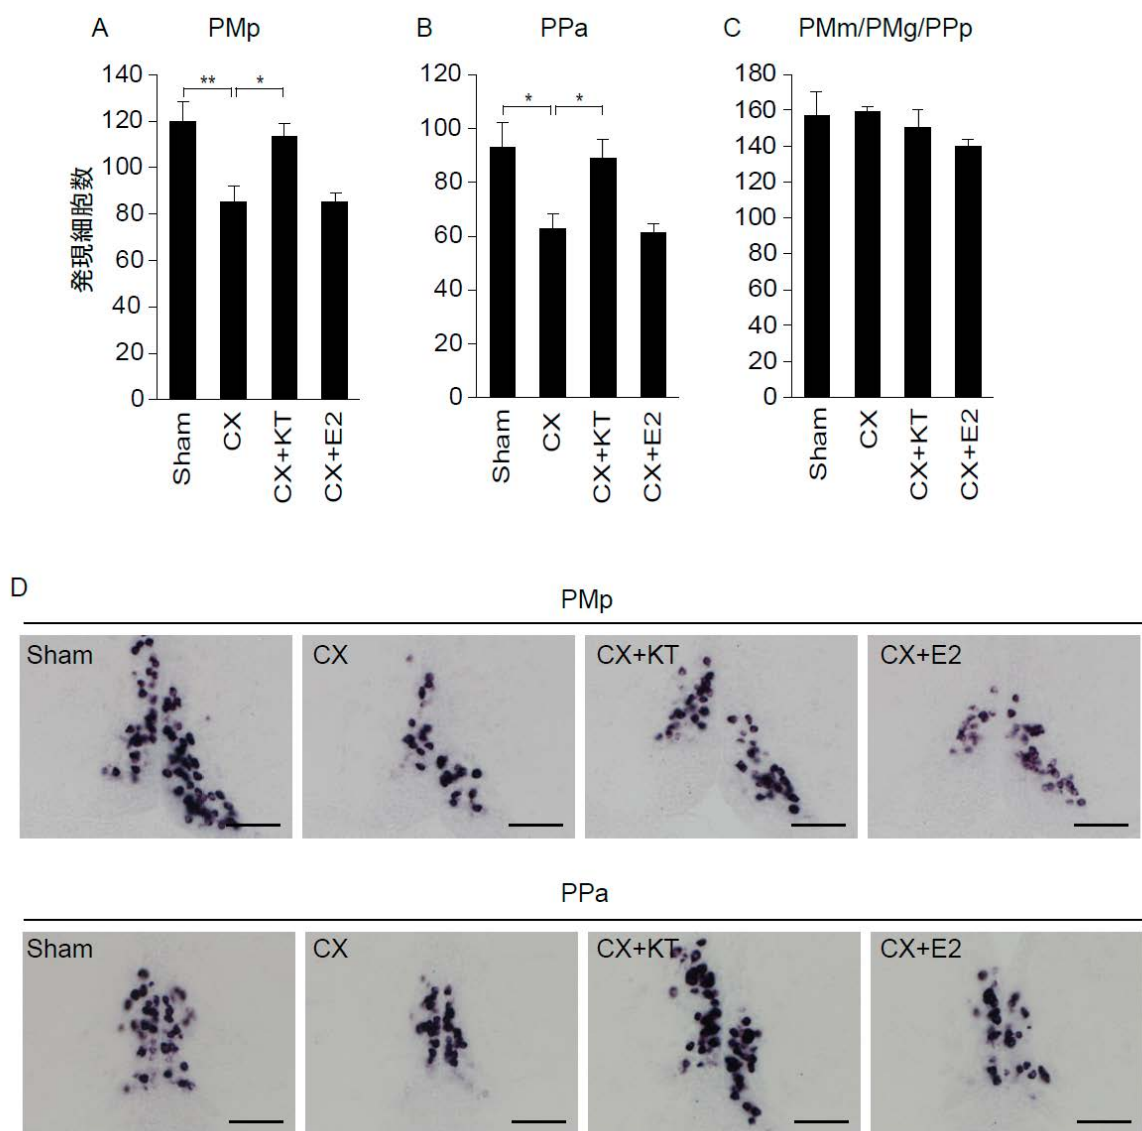 A PMp
140
120
100
80
60
40
20
0
** *
発現細胞数
Sham
CX
CX+KT
CX+E2
B PPa
120
100
80
60
40
20
0
* *
Sham
CX
CX+KT
CX+E2
C PMm/PMg/PPp
180
160
140
120
100
80
60
40
20
0
Sham
CX
CX+KT
CX+E2
D
PMp
Sham CX CX+KT CX+E2
PPa
Sham CX CX+KT CX+E2